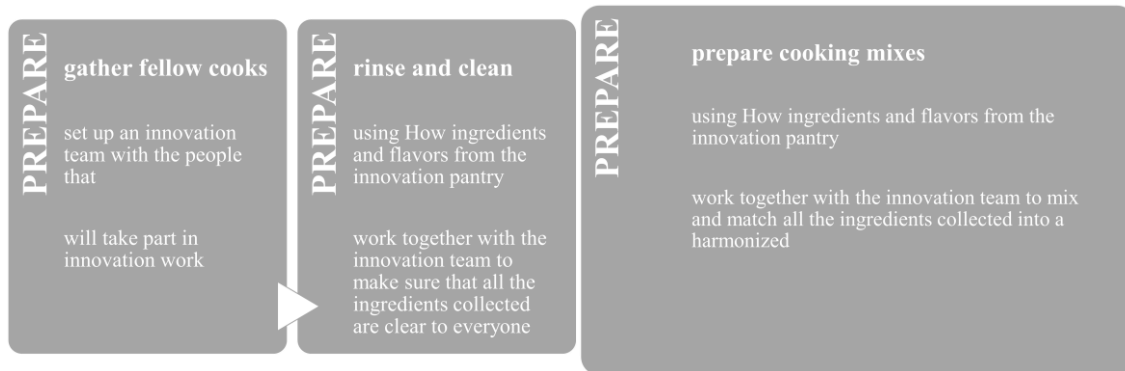 PREPARE
gather fellow cooks
set up an innovation
team with the people
that
will take part in
innovation work
PREPARE
rinse and clean
using How ingredients
and flavors from the
innovation pantry
work together with the
innovation team to
make sure that all the
ingredients collected
are clear to everyone
PREPARE
prepare cooking mixes
using How ingredients and flavors from the
innovation pantry
work together with the innovation team to mix
and match all the ingredients collected into a
harmonized